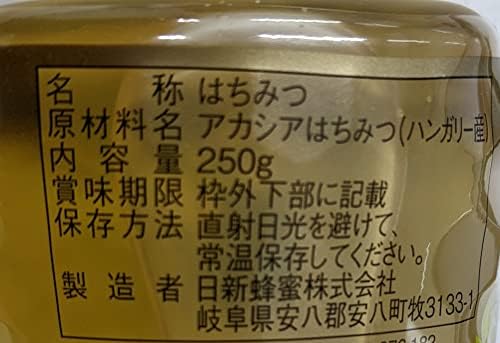 名称 はちみつ
原材料名 アカシアはちみつ(ハンガリー産)
内容量 250g
賞味期限 枠外下部に記載
保存方法 直射日光を避けて、
常温保存してください。
製造者 日新蜂蜜株式会社
岐阜県安八郡安八町牧3133-1